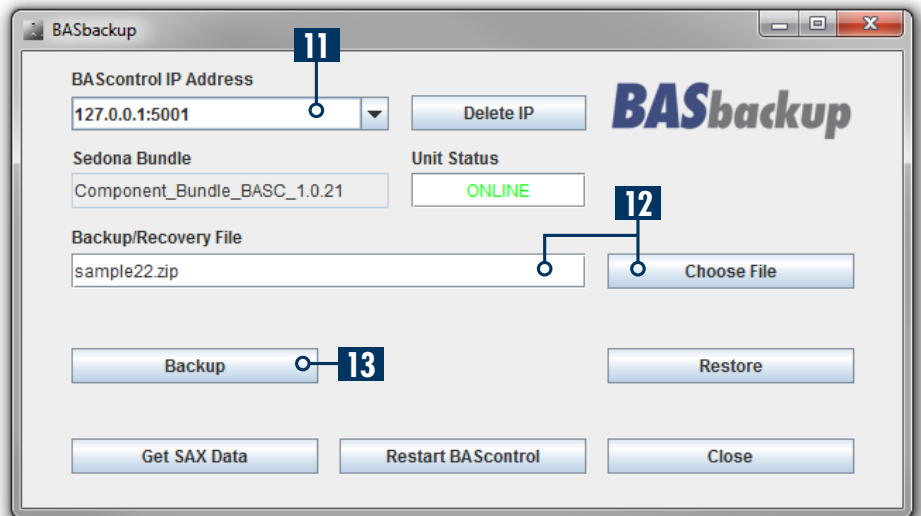 BASbackup
11
BAScontrol IP Address
127.0.0.1:5001
Delete IP
BASbackup
Sedona Bundle
Unit Status
Component_Bundle_BASC_1.0.21
ONLINE
12
Backup/Recovery File
sample22.zip
Choose File
Backup
13
Restore
Get SAX Data
Restart BAScontrol
Close